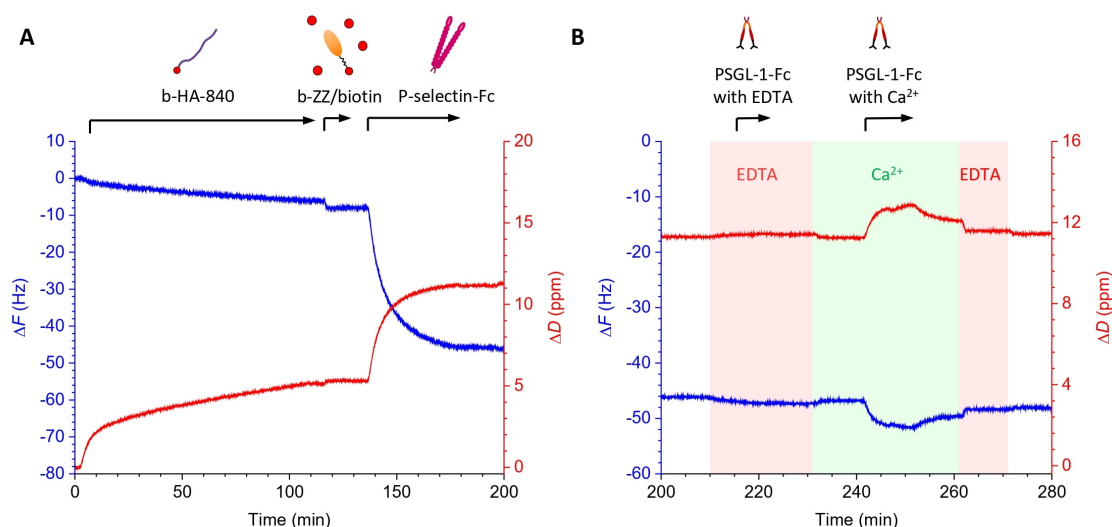 A
b-HA-840
b-ZZ/biotin
P-selectin-Fc
10
0
-10
-20
-30
-40
-50
-60
-70
-80
ΔF (Hz)
20
15
10
5
0
ΔD (ppm)
0
50
100
150
200
Time (min)
B
PSGL-1-Fc
with EDTA
PSGL-1-Fc
with Ca²⁺
EDTA
Ca²⁺
EDTA
0
-10
-20
-30
-40
-50
-60
ΔF (Hz)
16
12
8
4
0
ΔD (ppm)
200
220
240
260
280
Time (min)